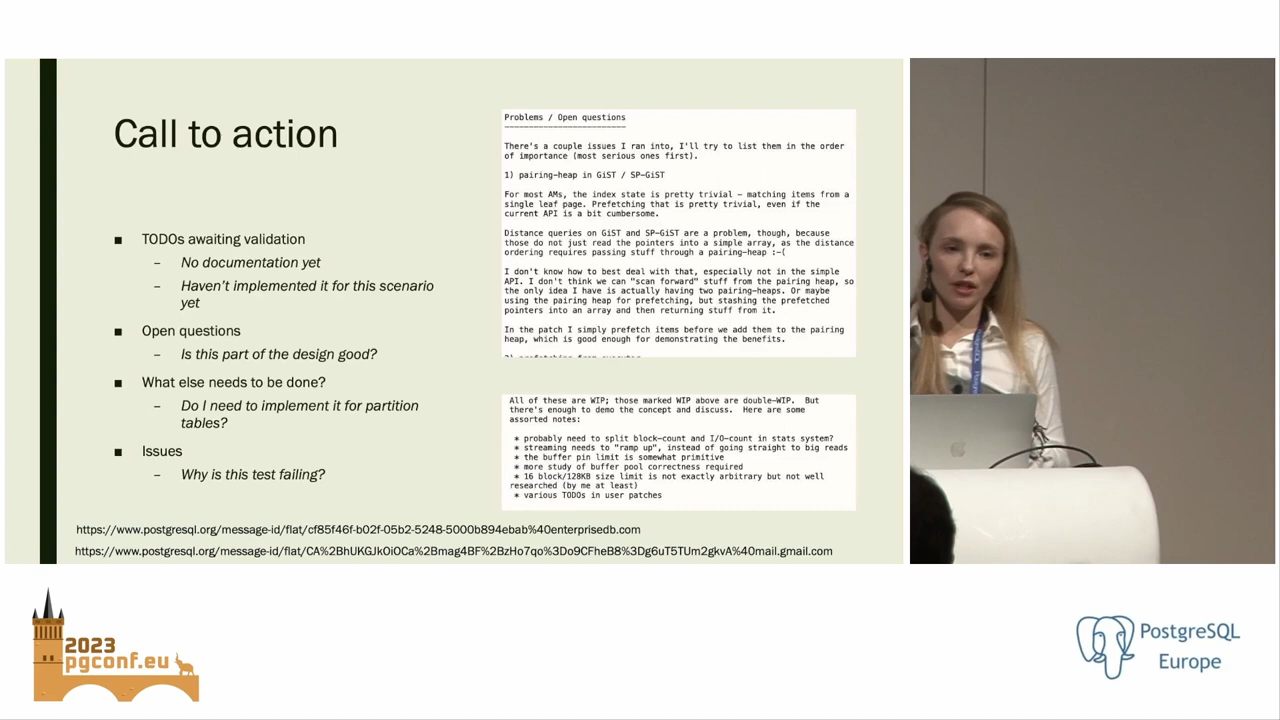 Call to action
■ TODOs awaiting validation
– No documentation yet
– Haven't implemented it for this scenario
yet
■ Open questions
– Is this part of the design good?
■ What else needs to be done?
– Do I need to implement it for partition
tables?
■ Issues
– Why is this test failing?
Problems / Open questions
-------------------------
There's a couple issues I ran into, I'll try to list them in the order
of importance (most serious ones first).
1) pairing-heap in GiST / SP-GiST
For most AMs, the index state is pretty trivial – matching items from a
single leaf page. Prefetching that is pretty trivial, even if the
current API is a bit cumbersome.
Distance queries on GiST and SP-GiST are a problem, though, because
those do not just read the pointers into a simple array, as the distance
ordering requires passing stuff through a pairing-heap :-(
I don't know how to best deal with that, especially not in the simple
API. I don't think we can "scan forward" stuff from the pairing heap, so
the only idea I have is actually having two pairing-heaps. Or maybe
using the pairing heap for prefetching, but stashing the prefetched
pointers into an array and then returning stuff from it.
In the patch I simply prefetch items before we add them to the pairing
heap, which is good enough for demonstrating the benefits.
All of these are WIP; those marked WIP above are double-WIP. But
there's enough to demo the concept and discuss. Here are some
assorted notes:
* probably need to split block-count and I/O-count in stats system?
* streaming needs to "ramp up", instead of going straight to big reads
* the buffer pin limit is somewhat primitive
* more study of buffer pool correctness required
* 16 block/128KB size limit is not exactly arbitrary but not well
researched (by me at least)
* various TODOs in user patches
https://www.postgresql.org/message-id/flat/cf85f46f-b02f-05b2-5248-5000b894ebab%40enterprisedb.com
https://www.postgresql.org/message-id/flat/CA%2BhUKGJkOiOCa%2Bmag4BF%2BzHo7qo%3Do9CFheB8%3Dg6uT5TUm2gkvA%40mail.gmail.com
2023
pgconf.eu
PostgreSQL
Europe